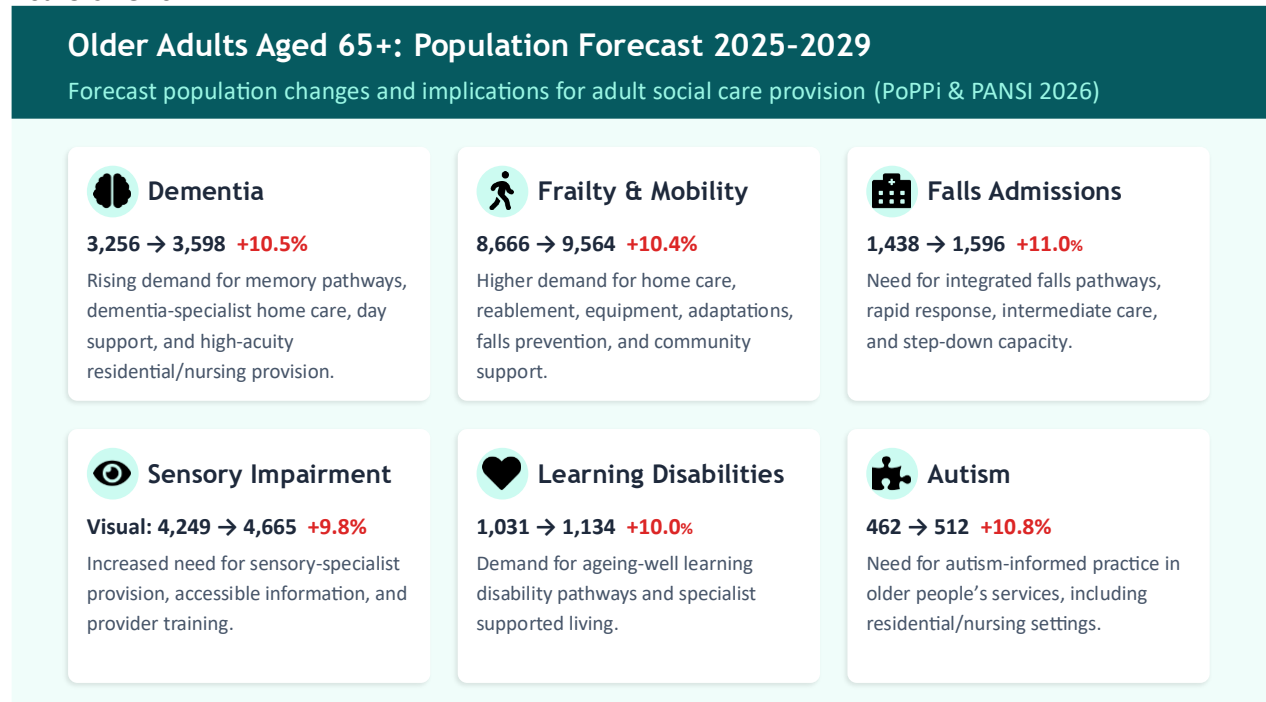 Older Adults Aged 65+: Population Forecast 2025-2029
Forecast population changes and implications for adult social care provision (PoPPi & PANSI 2026)
Dementia
3,256 → 3,598 +10.5%
Rising demand for memory pathways,
dementia-specialist home care, day
support, and high-acuity
residential/nursing provision.
Frailty & Mobility
8,666 → 9,564 +10.4%
Higher demand for home care,
reablement, equipment, adaptations,
falls prevention, and community
support.
Falls Admissions
1,438 → 1,596 +11.0%
Need for integrated falls pathways,
rapid response, intermediate care,
and step-down capacity.
Sensory Impairment
Visual: 4,249 → 4,665 +9.8%
Increased need for sensory-specialist
provision, accessible information, and
provider training.
Learning Disabilities
1,031 → 1,134 +10.0%
Demand for ageing-well learning
disability pathways and specialist
supported living.
Autism
462 → 512 +10.8%
Need for autism-informed practice in
older people’s services, including
residential/nursing settings.